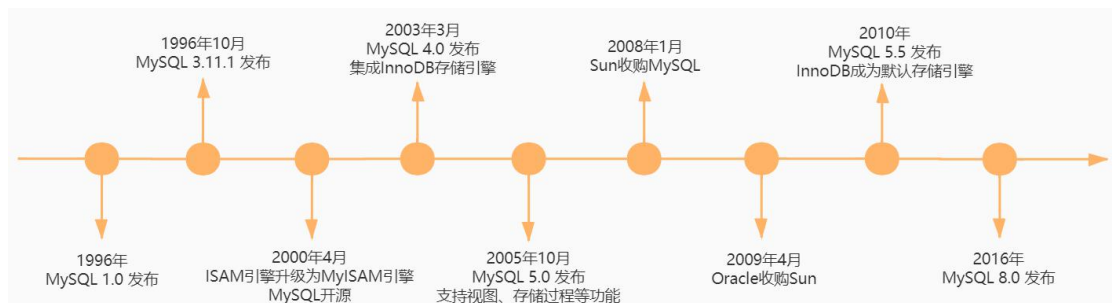 1996年10月
MySQL 3.11.1 发布
2003年3月
MySQL 4.0 发布
集成InnoDB存储引擎
2008年1月
Sun收购MySQL
2010年
MySQL 5.5 发布
InnoDB成为默认存储引擎
1996年
MySQL 1.0 发布
2000年4月
ISAM引擎升级为MyISAM引擎
MySQL开源
2005年10月
MySQL 5.0 发布
支持视图、存储过程等功能
2009年4月
Oracle收购Sun
2016年
MySQL 8.0 发布